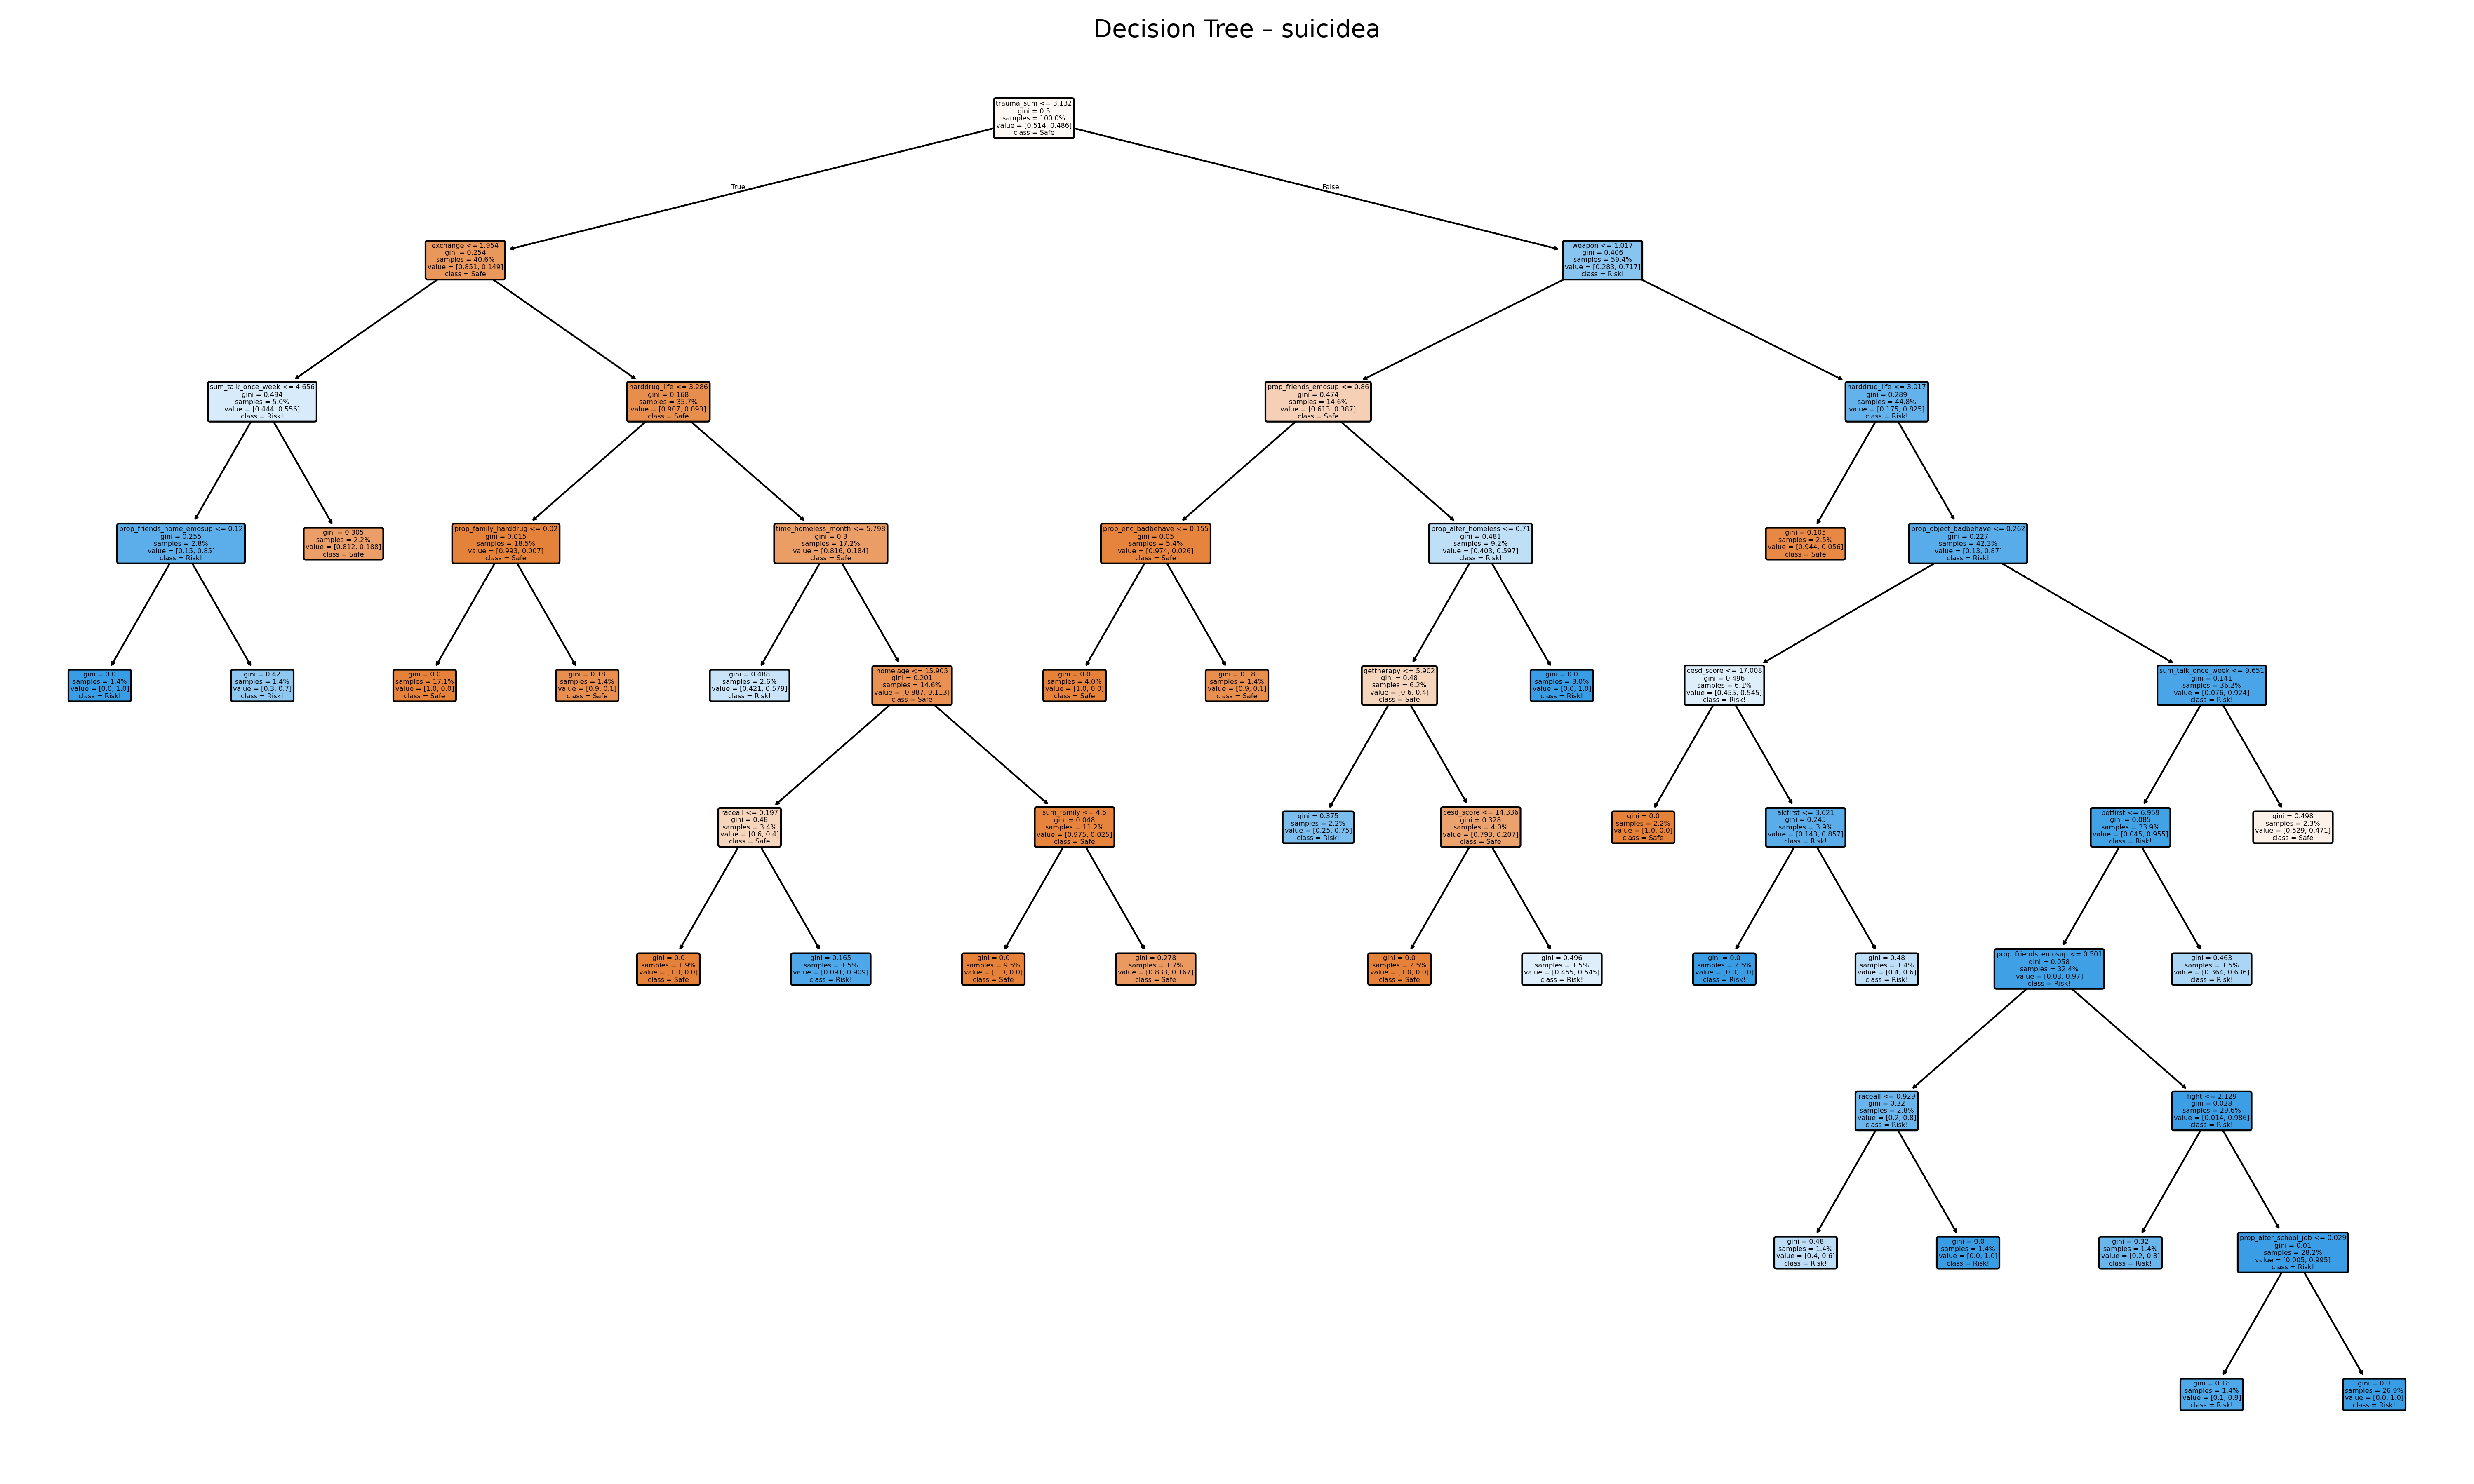 Decision Tree – suicidea
trauma_sum <= 3.132
gini = 0.5
samples = 100.0%
value = [0.514, 0.486]
class = Safe
True
False
exchange <= 1.954
gini = 0.254
samples = 40.6%
value = [0.851, 0.149]
class = Safe
weapon <= 1.017
gini = 0.406
samples = 59.4%
value = [0.283, 0.717]
class = Risk!
sum_talk_once_week <= 4.656
gini = 0.494
samples = 5.0%
value = [0.444, 0.556]
class = Risk!
harddrug_life <= 3.286
gini = 0.168
samples = 35.7%
value = [0.907, 0.093]
class = Safe
prop_friends_emosup <= 0.86
gini = 0.474
samples = 14.6%
value = [0.613, 0.387]
class = Safe
harddrug_life <= 3.017
gini = 0.289
samples = 44.8%
value = [0.175, 0.825]
class = Risk!
prop_friends_home_emosup <= 0.12
gini = 0.255
samples = 2.8%
value = [0.15, 0.85]
class = Risk!
gini = 0.305
samples = 2.2%
value = [0.812, 0.188]
class = Safe
prop_family_harddrug <= 0.02
gini = 0.015
samples = 18.5%
value = [0.993, 0.007]
class = Safe
time_homeless_month <= 5.798
gini = 0.3
samples = 17.2%
value = [0.816, 0.184]
class = Safe
prop_enc_badbehave <= 0.155
gini = 0.05
samples = 5.4%
value = [0.974, 0.026]
class = Safe
prop_alter_homeless <= 0.71
gini = 0.481
samples = 9.2%
value = [0.403, 0.597]
class = Risk!
gini = 0.105
samples = 2.5%
value = [0.944, 0.056]
class = Safe
prop_object_badbehave <= 0.262
gini = 0.227
samples = 42.3%
value = [0.13, 0.87]
class = Risk!
gini = 0.0
samples = 1.4%
value = [0.0, 1.0]
class = Risk!
gini = 0.42
samples = 1.4%
value = [0.3, 0.7]
class = Risk!
gini = 0.0
samples = 17.1%
value = [1.0, 0.0]
class = Safe
gini = 0.18
samples = 1.4%
value = [0.9, 0.1]
class = Safe
gini = 0.488
samples = 2.6%
value = [0.421, 0.579]
class = Risk!
homelage <= 15.905
gini = 0.201
samples = 14.6%
value = [0.887, 0.113]
class = Safe
gini = 0.0
samples = 4.0%
value = [1.0, 0.0]
class = Safe
gini = 0.18
samples = 1.4%
value = [0.9, 0.1]
class = Safe
gettherapy <= 5.902
gini = 0.48
samples = 6.2%
value = [0.6, 0.4]
class = Safe
gini = 0.0
samples = 3.0%
value = [0.0, 1.0]
class = Risk!
cesd_score <= 17.008
gini = 0.496
samples = 6.1%
value = [0.455, 0.545]
class = Risk!
sum_talk_once_week <= 9.651
gini = 0.141
samples = 36.2%
value = [0.076, 0.924]
class = Risk!
raceall <= 0.197
gini = 0.48
samples = 3.4%
value = [0.6, 0.4]
class = Safe
sum_family <= 4.5
gini = 0.048
samples = 11.2%
value = [0.975, 0.025]
class = Safe
gini = 0.375
samples = 2.2%
value = [0.25, 0.75]
class = Risk!
cesd_score <= 14.336
gini = 0.328
samples = 4.0%
value = [0.793, 0.207]
class = Safe
gini = 0.0
samples = 2.2%
value = [1.0, 0.0]
class = Safe
alcfirst <= 3.621
gini = 0.245
samples = 3.9%
value = [0.143, 0.857]
class = Risk!
potfirst <= 6.959
gini = 0.085
samples = 33.9%
value = [0.045, 0.955]
class = Risk!
gini = 0.498
samples = 2.3%
value = [0.529, 0.471]
class = Safe
gini = 0.0
samples = 1.9%
value = [1.0, 0.0]
class = Safe
gini = 0.165
samples = 1.5%
value = [0.091, 0.909]
class = Risk!
gini = 0.0
samples = 9.5%
value = [1.0, 0.0]
class = Safe
gini = 0.278
samples = 1.7%
value = [0.833, 0.167]
class = Safe
gini = 0.0
samples = 2.5%
value = [1.0, 0.0]
class = Safe
gini = 0.496
samples = 1.5%
value = [0.455, 0.545]
class = Risk!
gini = 0.0
samples = 2.5%
value = [0.0, 1.0]
class = Risk!
gini = 0.48
samples = 1.4%
value = [0.4, 0.6]
class = Risk!
prop_friends_emosup <= 0.501
gini = 0.058
samples = 32.4%
value = [0.03, 0.97]
class = Risk!
gini = 0.463
samples = 1.5%
value = [0.364, 0.636]
class = Risk!
raceall <= 0.929
gini = 0.32
samples = 2.8%
value = [0.2, 0.8]
class = Risk!
fight <= 2.129
gini = 0.028
samples = 29.6%
value = [0.014, 0.986]
class = Risk!
gini = 0.48
samples = 1.4%
value = [0.4, 0.6]
class = Risk!
gini = 0.0
samples = 1.4%
value = [0.0, 1.0]
class = Risk!
gini = 0.32
samples = 1.4%
value = [0.2, 0.8]
class = Risk!
prop_alter_school_job <= 0.029
gini = 0.01
samples = 28.2%
value = [0.005, 0.995]
class = Risk!
gini = 0.18
samples = 1.4%
value = [0.1, 0.9]
class = Risk!
gini = 0.0
samples = 26.9%
value = [0.0, 1.0]
class = Risk!